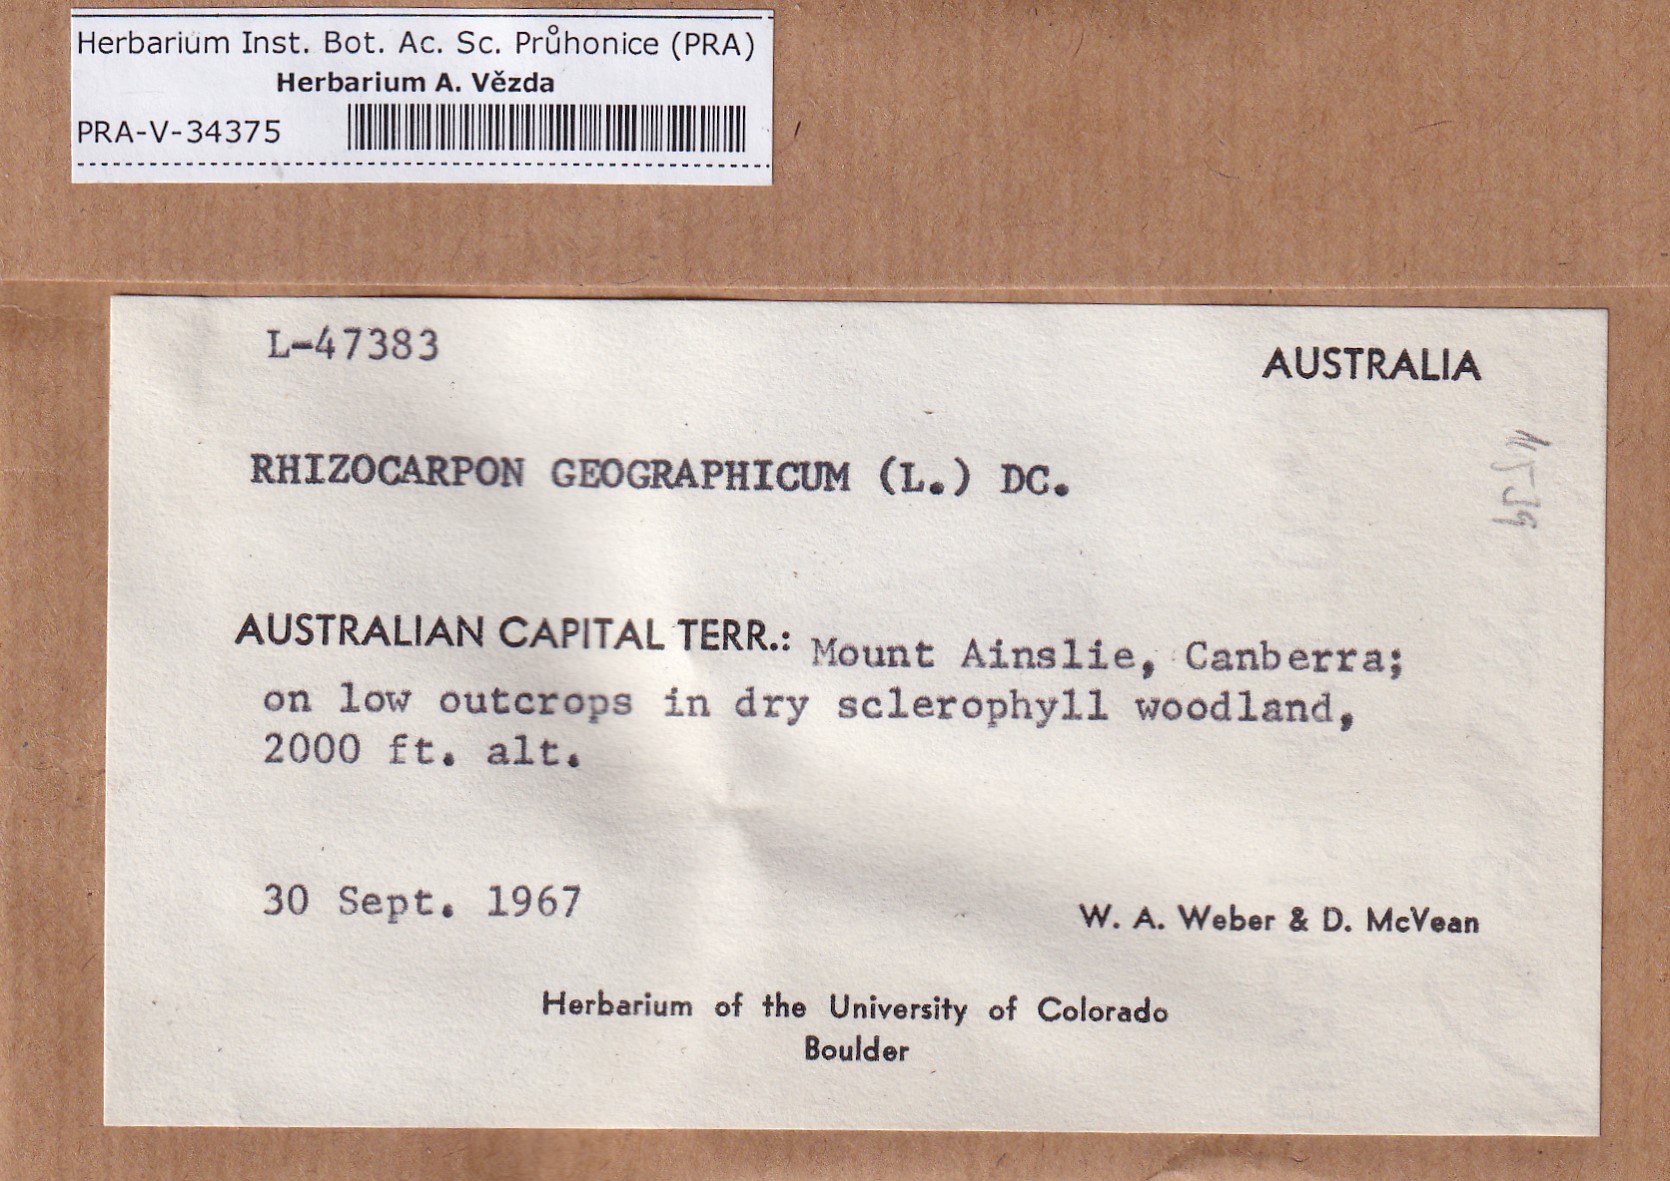 Herbarium Inst. Bot. Ac. Sc. Průhonice (PRA)
Herbarium A. Vězda
PRA-V-34375
L-47383
AUSTRALIA
RHIZOCARPON GEOGRAPHICUM (L.) DC.
AUSTRALIAN CAPITAL TERR.: Mount Ainslie, Canberra;
on low outcrops in dry sclerophyll woodland,
2000 ft. alt.
30 Sept. 1967
W. A. Weber & D. McVean
Herbarium of the University of Colorado
Boulder